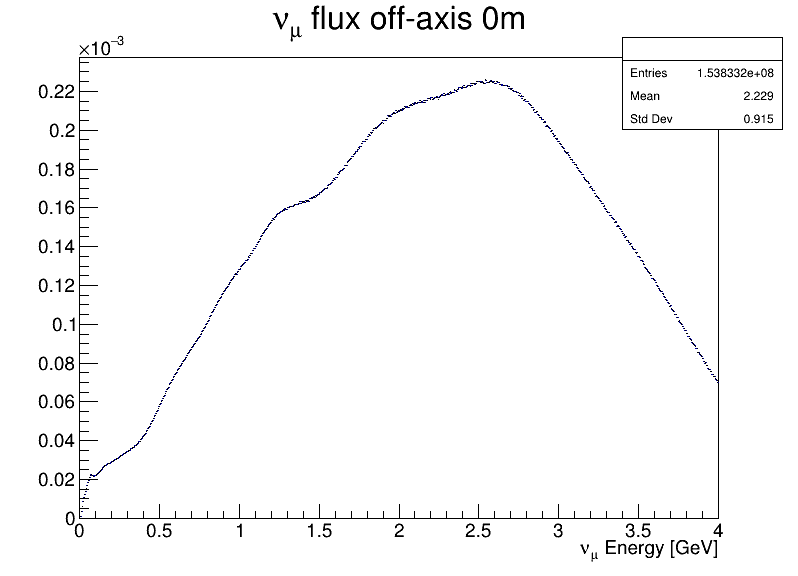 ν_μ flux off-axis 0m
×10⁻³
Entries 1.538332e+08
Mean 2.229
Std Dev 0.915
0.22
0.2
0.18
0.16
0.14
0.12
0.1
0.08
0.06
0.04
0.02
0
0 0.5 1 1.5 2 2.5 3 3.5 4
ν_μ Energy [GeV]